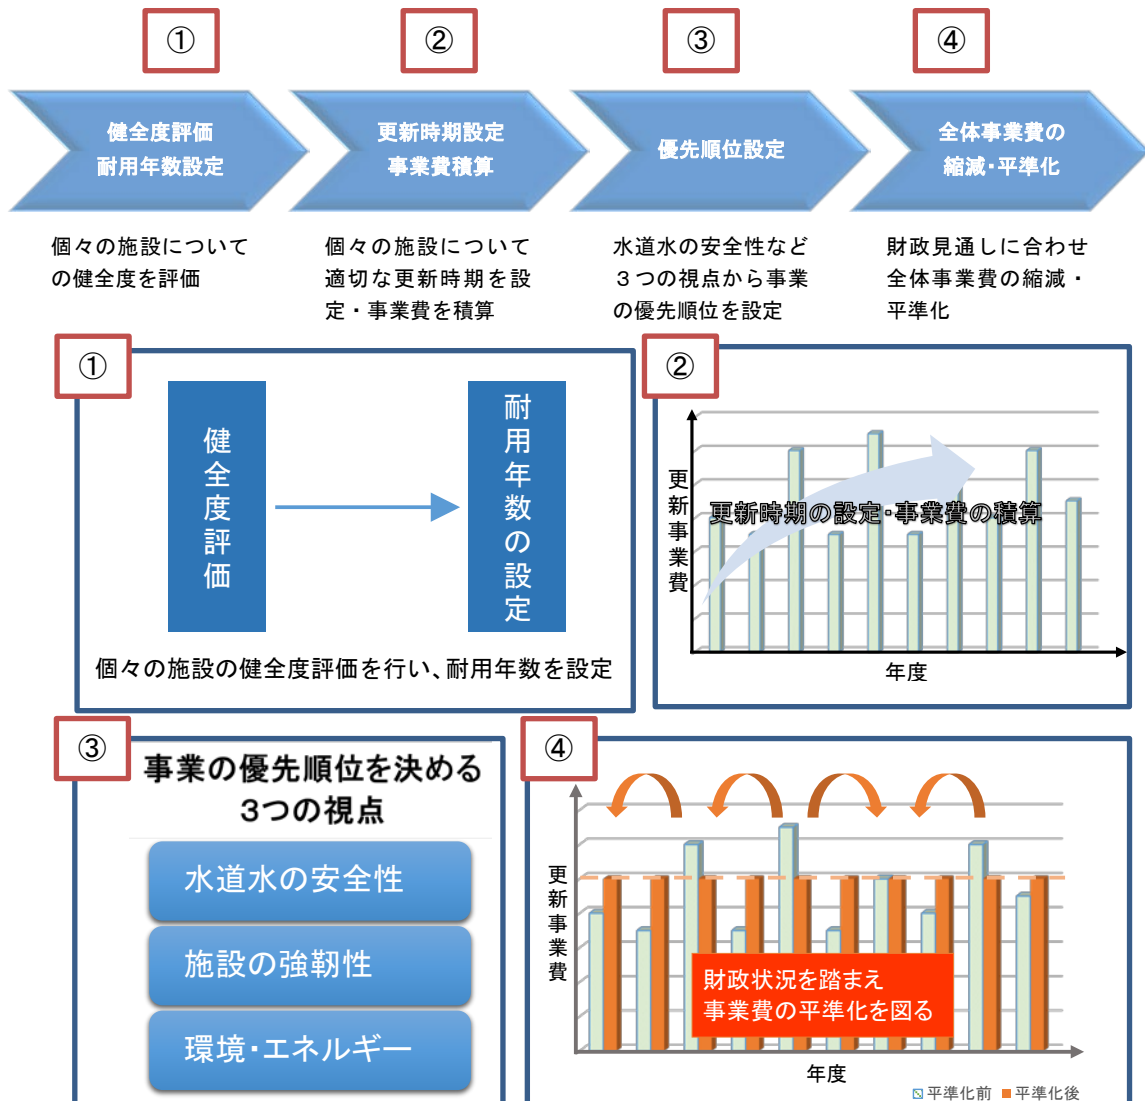 ①
②
③
④
健全度評価
耐用年数設定
更新時期設定
事業費積算
優先順位設定
全体事業費の
縮減・平準化
個々の施設について
の健全度を評価
個々の施設について
適切な更新時期を設
定・事業費を積算
水道水の安全性など
３つの視点から事業
の優先順位を設定
財政見通しに合わせ
全体事業費の縮減・
平準化
①
健全度評価
耐用年数の設定
個々の施設の健全度評価を行い、耐用年数を設定
②
更新事業費
更新時期の設定・事業費の積算
年度
③
事業の優先順位を決める
3つの視点
水道水の安全性
施設の強靭性
環境・エネルギー
④
更新事業費
財政状況を踏まえ
事業費の平準化を図る
年度
平準化前 平準化後